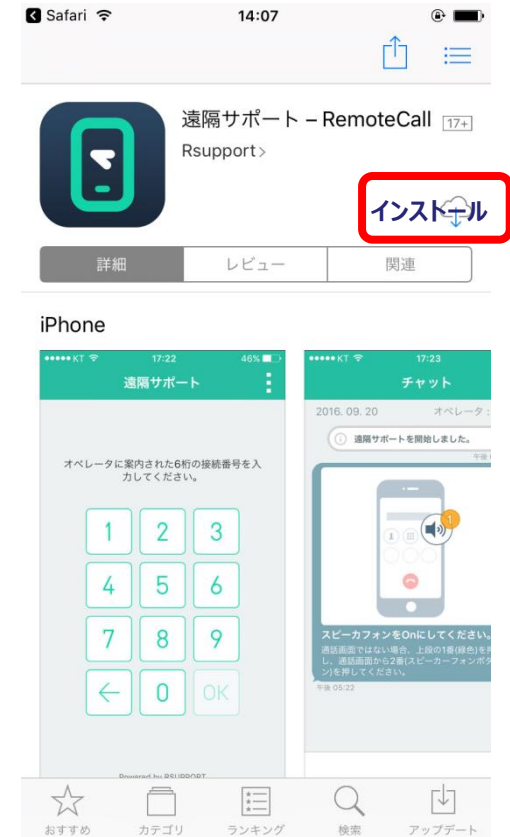 Safari
14:07
遠隔サポート – RemoteCall 17+
Rsupport>
インストール
詳細
レビュー
関連
iPhone
KT
17:22
46%
遠隔サポート
オペレータに案内された6桁の接続番号を入
力してください。
1 2 3
4 5 6
7 8 9
← 0 OK
Powered by RSUPPORT
KT
17:23
チャット
2016. 09. 20
オペレータ :
遠隔サポートを開始しました。
午後
1
スピーカフォンをOnにしてください。
通話画面ではない場合、上段の1番(緑色)を
し、通話画面から2番(スピーカーフォンボタ
ン)を押してください。
午後 05:22
おすすめ
カテゴリ
ランキング
検索
アップデート